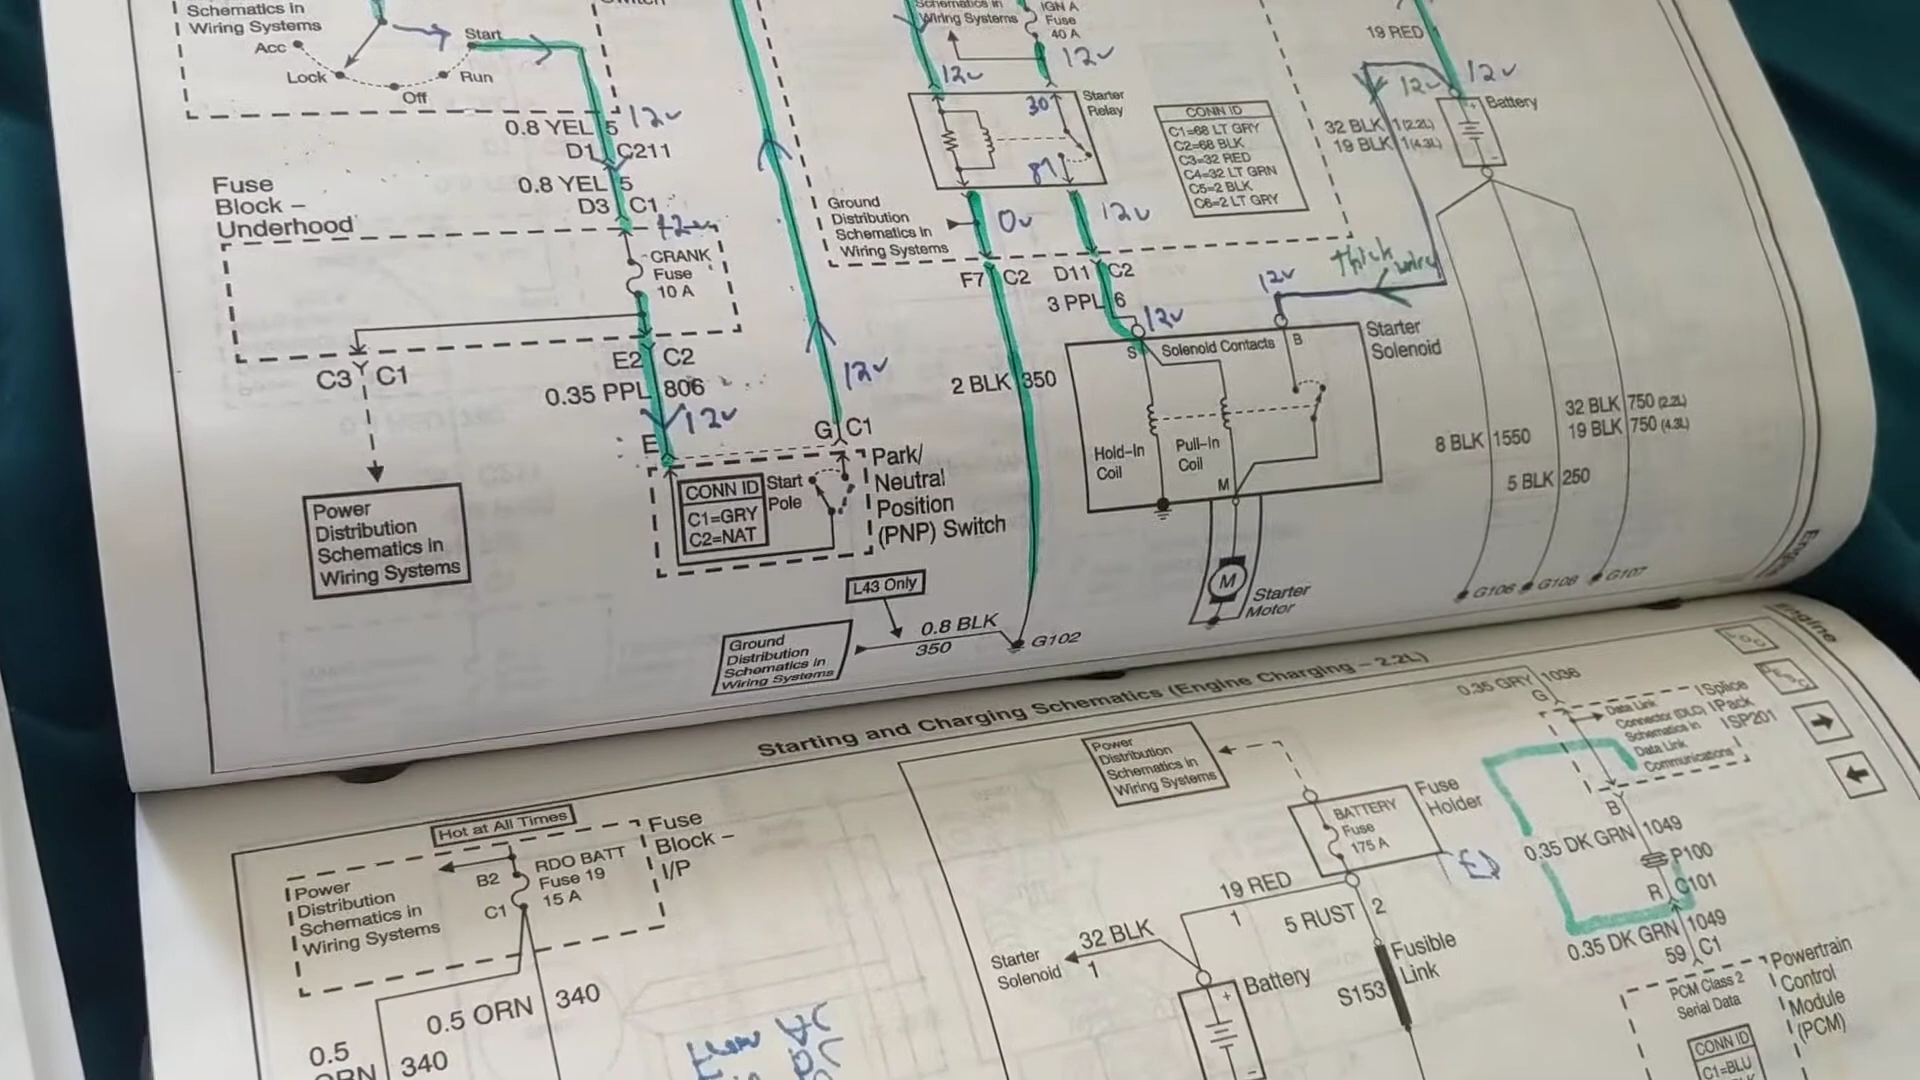 Schematics in
Wiring Systems
Acc
Lock
Off
Run
Start
0.8 YEL 5
12v
D1 C211
0.8 YEL 5
D3 C1
12v
Fuse
Block –
Underhood
CRANK
Fuse
10 A
C3 C1
E2 C2
0.35 PPL 806
12v
E
Power
Distribution
Schematics in
Wiring Systems
CONN ID
C1=GRY
C2=NAT
Start
Pole
12v
G C1
Park/
Neutral
Position
(PNP) Switch
Schematics in
Wiring Systems
IGN A
Fuse
40 A
12v
12v
30
87
Starter
Relay
Ground
Distribution
Schematics in
Wiring Systems
0v
12v
F7 C2
D11 C2
3 PPL 6
12v
2 BLK 350
CONN ID
C1=68 LT GRY
C2=68 BLK
C3=32 RED
C4=32 LT GRN
C5=2 BLK
C6=2 LT GRY
19 RED 1
12v
12v
Battery
+
-
32 BLK 1 (2.2L)
19 BLK 1 (4.3L)
Thick wire
12v
S
Solenoid Contacts
B
Starter
Solenoid
Hold–In
Coil
Pull–In
Coil
M
M
Starter
Motor
8 BLK 1550
5 BLK 250
32 BLK 750 (2.2L)
19 BLK 750 (4.3L)
G106
G108
G107
L43 Only
0.8 BLK
350
G102
Ground
Distribution
Schematics in
Wiring Systems
Starting and Charging Schematics (Engine Charging – 2.2L)
Engine
Hot at All Times
Power
Distribution
Schematics in
Wiring Systems
B2
C1
RDO BATT
Fuse 19
15 A
Fuse
Block –
I/P
0.5 ORN 340
0.5
ORN 340
Power
Distribution
Schematics in
Wiring Systems
BATTERY
Fuse
175 A
Fuse
Holder
19 RED
1
5 RUST 2
32 BLK
1
Starter
Solenoid
Battery
+
-
S153
Fusible
Link
0.35 GRY 1036
G
Data Link
Connector (DLC)
Schematics in
Data Link
Communications
Splice
Pack
SP201
B
0.35 DK GRN 1049
P100
R C101
0.35 DK GRN 1049
59 C1
PCM Class 2
Serial Data
Powertrain
Control
Module
(PCM)
CONN ID
C1=BLU